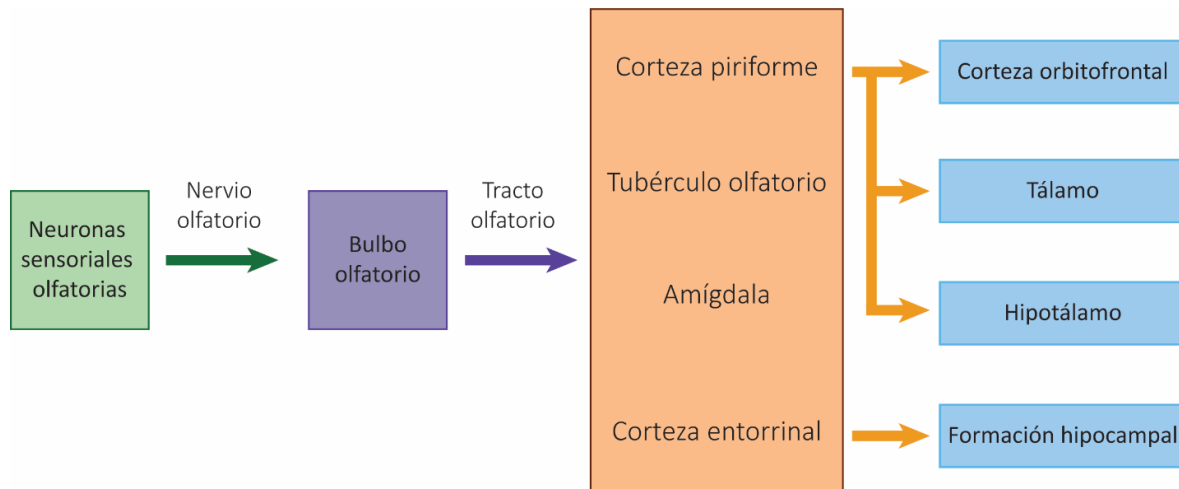 Neuronas
sensoriales
olfatorias
Nervio
olfatorio
Bulbo
olfatorio
Tracto
olfatorio
Corteza piriforme
Tubérculo olfatorio
Amígdala
Corteza entorrinal
Corteza orbitofrontal
Tálamo
Hipotálamo
Formación hipocampal